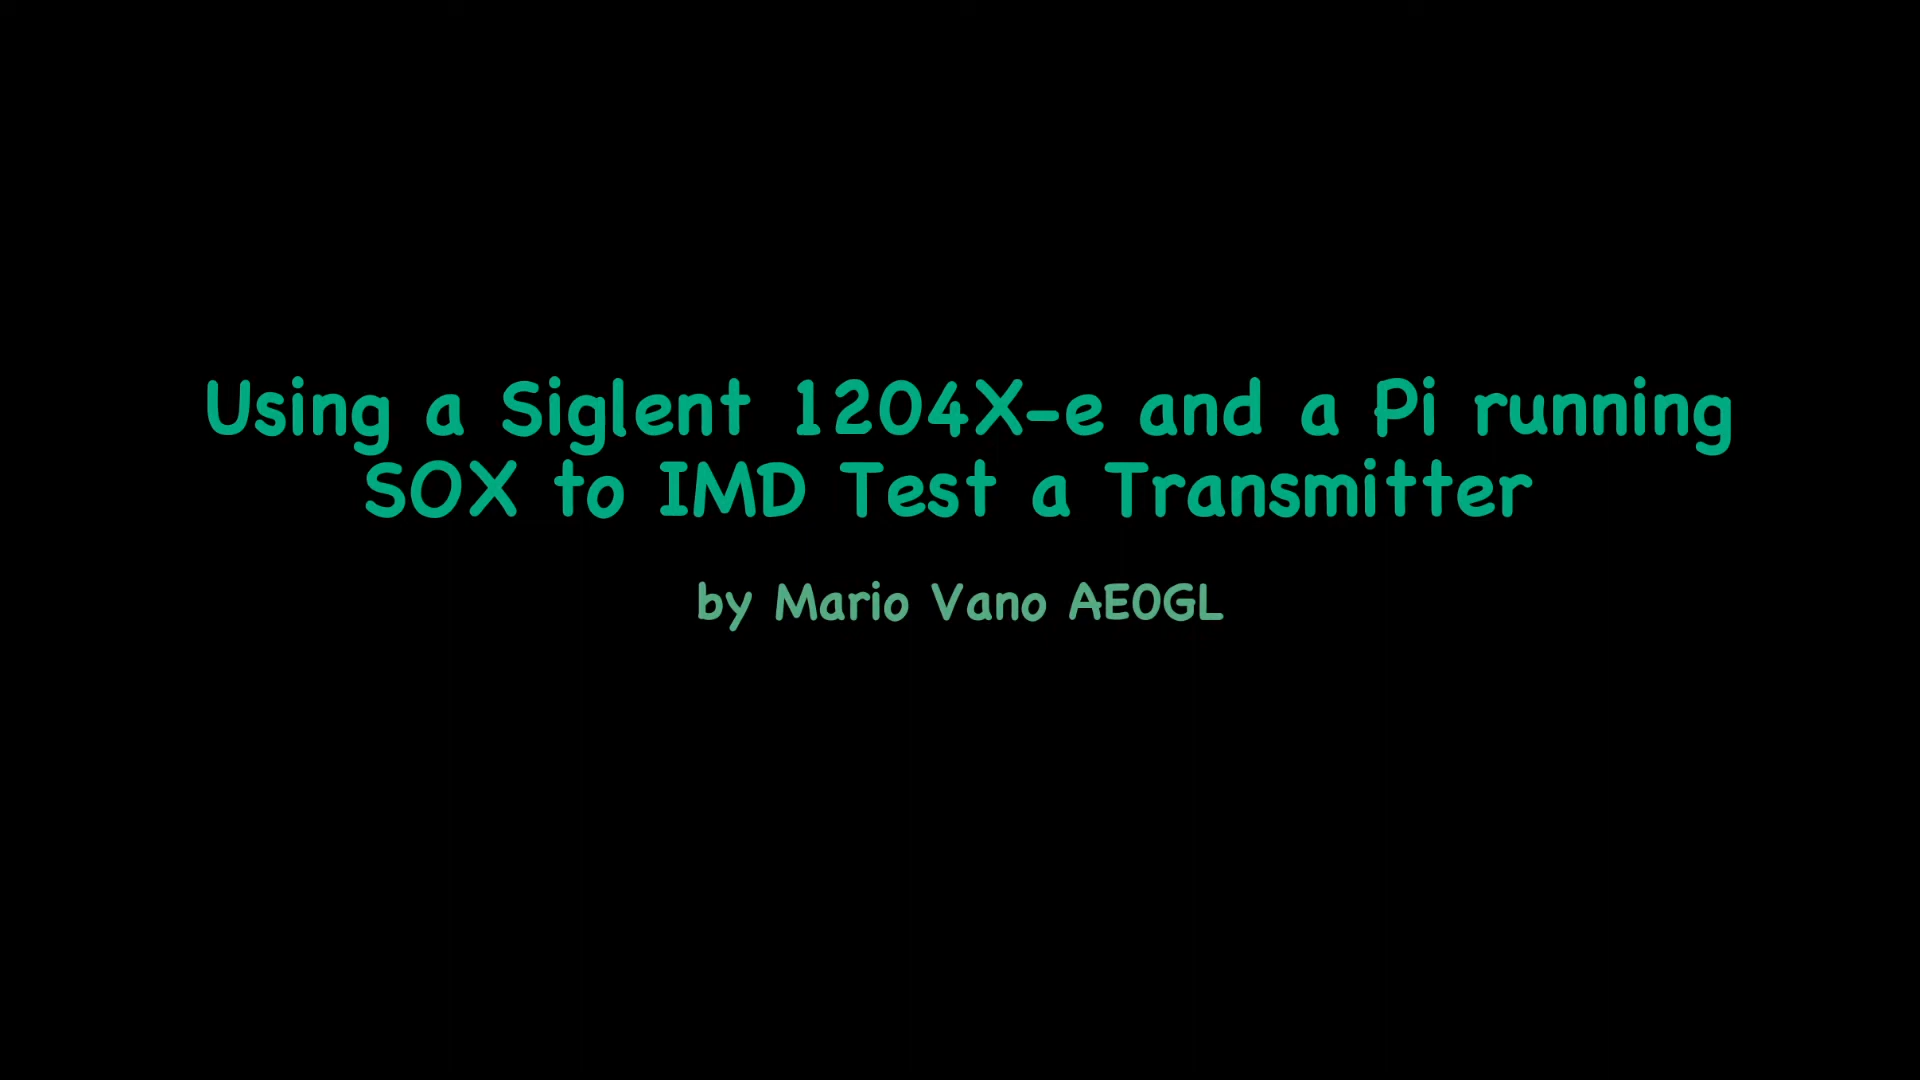 Using a Siglent 1204X-e and a Pi running
SOX to IMD Test a Transmitter
by Mario Vano AE0GL